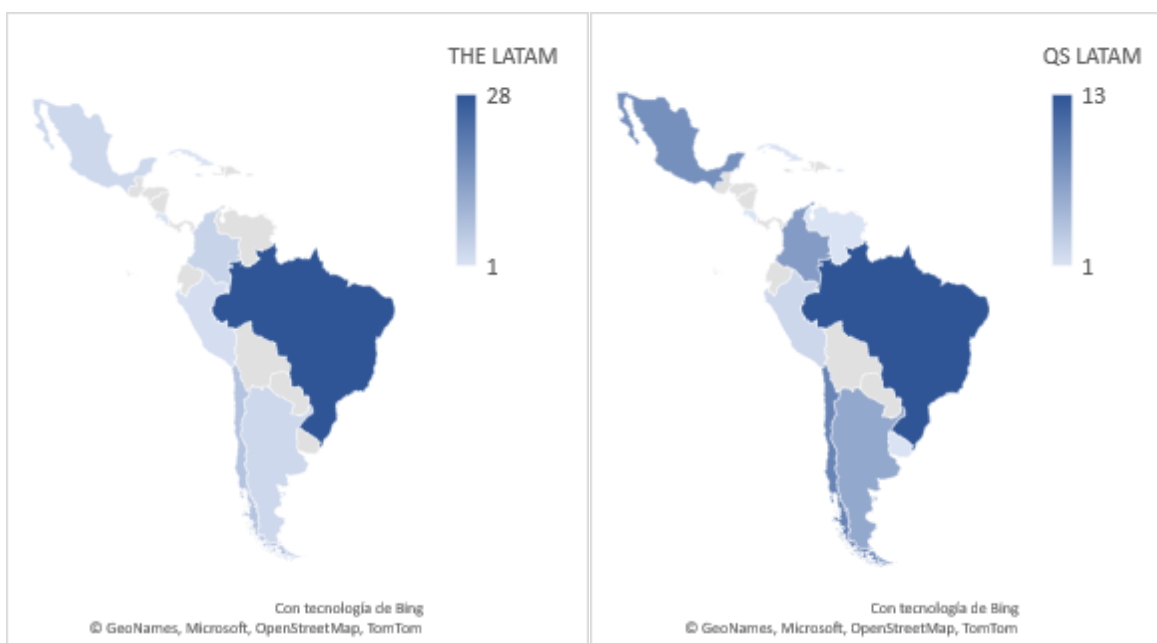 THE LATAM
28
1
Con tecnología de Bing
© GeoNames, Microsoft, OpenStreetMap, TomTom
QS LATAM
13
1
Con tecnología de Bing
© GeoNames, Microsoft, OpenStreetMap, TomTom